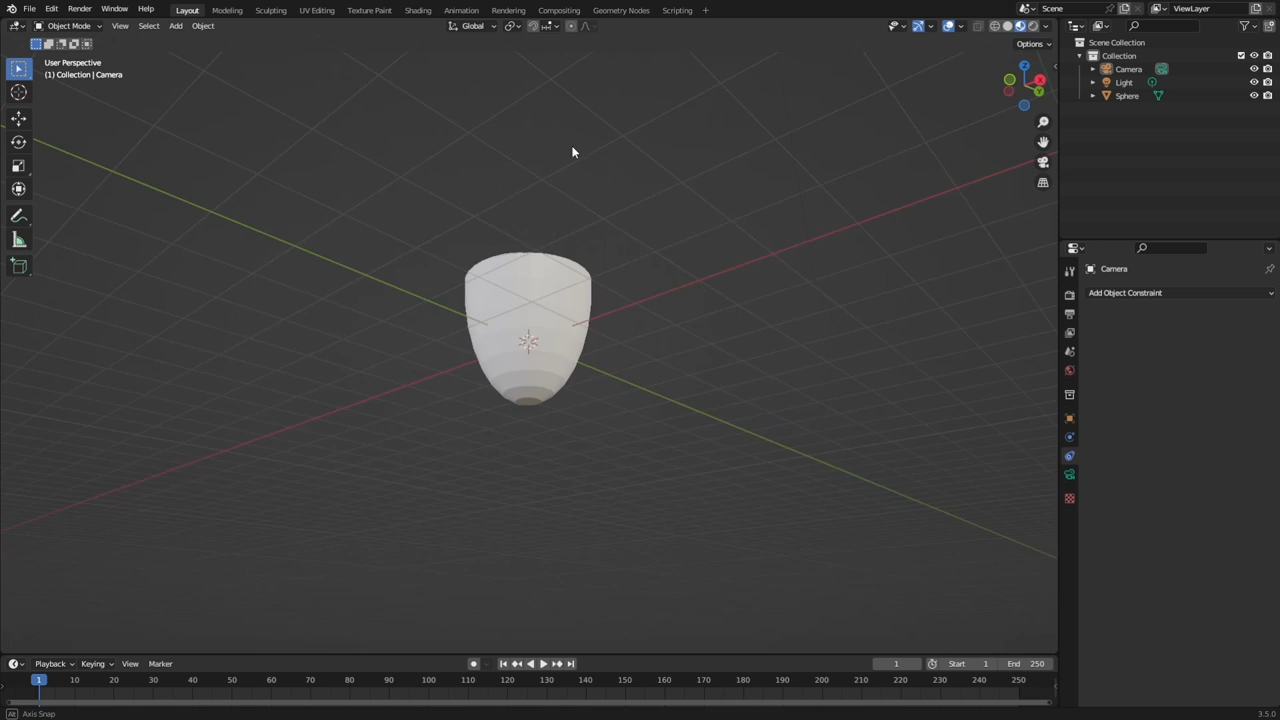 File Edit Render Window Help Layout Modeling Sculpting UV Editing Texture Paint Shading Animation Rendering Compositing Geometry Nodes Scripting + Scene ViewLayer
Object Mode View Select Add Object Global
Options
User Perspective
(1) Collection | Camera
Z
X
Y
Scene Collection
Collection
Camera
Light
Sphere
Camera
Add Object Constraint
Playback Keying View Marker 1 Start 1 End 250
1 10 20 30 40 50 60 70 80 90 100 110 120 130 140 150 160 170 180 190 200 210 220 230 240 250
Alt Axis Snap 3.5.0